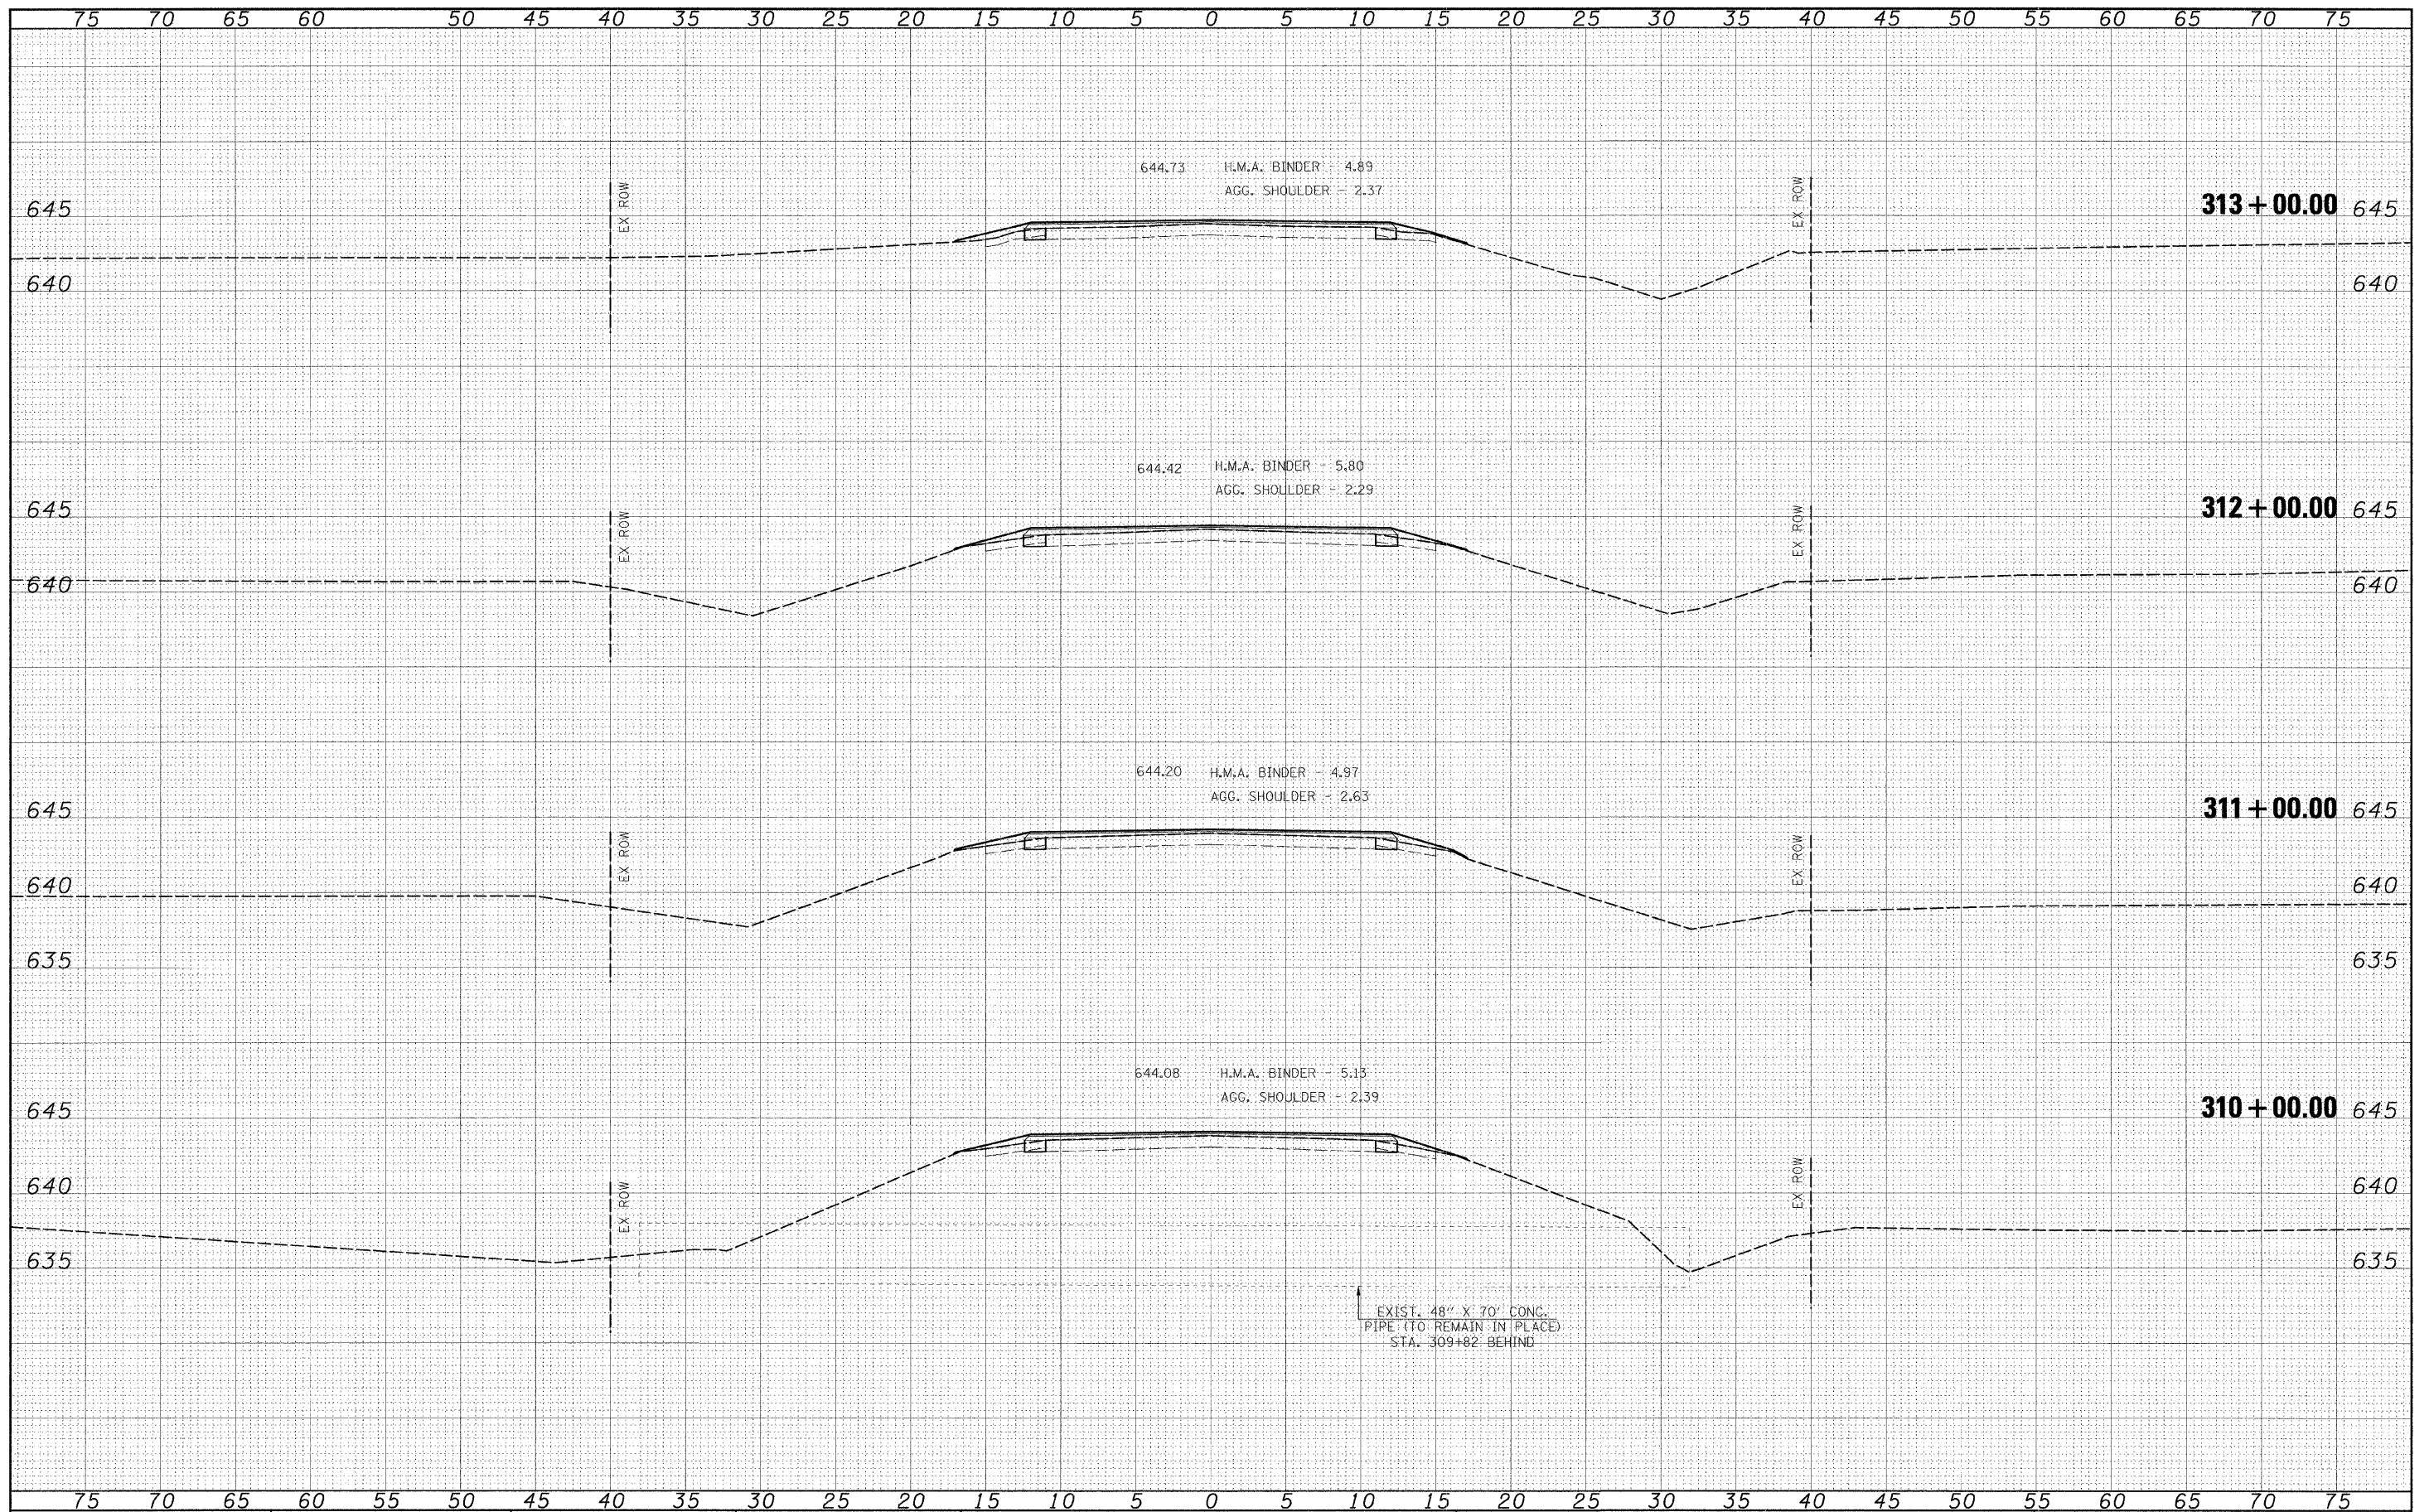 75 70 65 60 55 50 45 40 35 30 25 20 15 10 5 0 5 10 15 20 25 30 35 40 45 50 55 60 65 70 75
644.73 H.M.A. BINDER - 4.89
AGG. SHOULDER - 2.37
EX ROW
EX ROW
645
313+00.00 645
640
640
644.42 H.M.A. BINDER - 5.80
AGG. SHOULDER - 2.29
645
312+00.00 645
EX ROW
EX ROW
640
640
644.20 H.M.A. BINDER - 4.97
AGG. SHOULDER - 2.63
645
311+00.00 645
EX ROW
EX ROW
640
640
635
635
644.08 H.M.A. BINDER - 5.13
AGG. SHOULDER - 2.39
645
310+00.00 645
EX ROW
EX ROW
640
640
635
635
EXIST. 48" X 70' CONC.
PIPE (TO REMAIN IN PLACE)
STA. 309+82 BEHIND
75 70 65 60 55 50 45 40 35 30 25 20 15 10 5 0 5 10 15 20 25 30 35 40 45 50 55 60 65 70 75